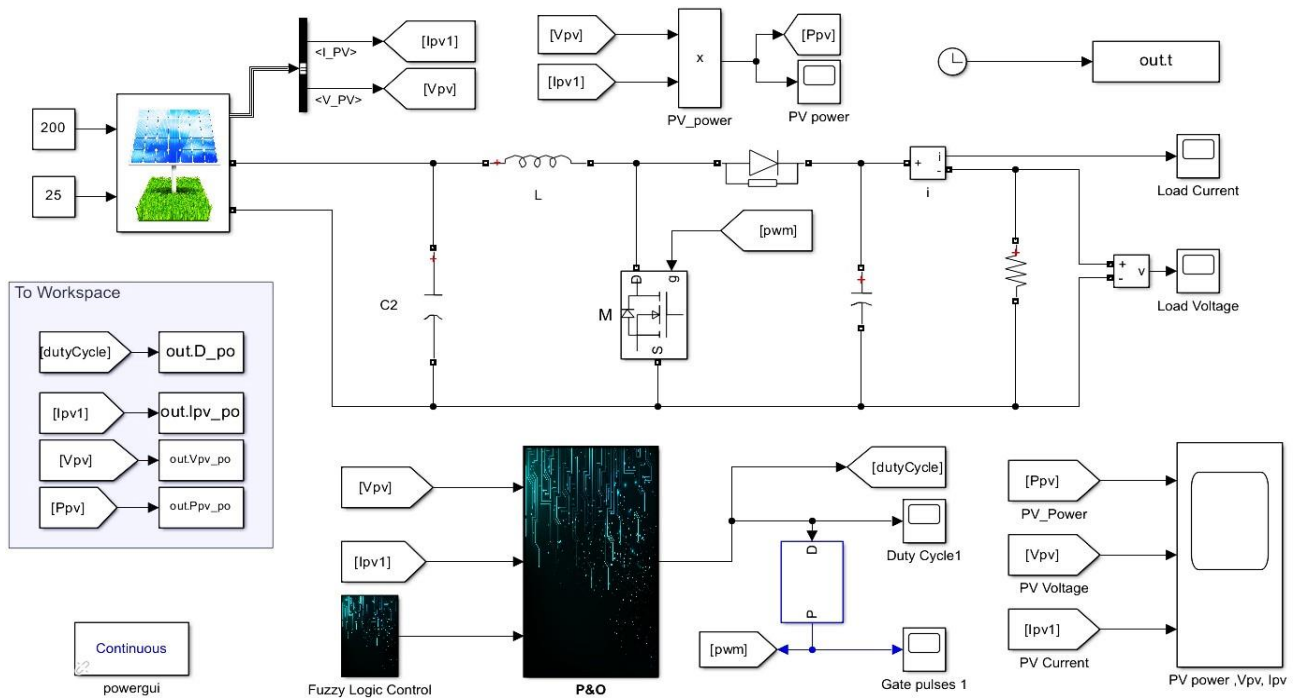 <I_PV>
[Ipv1]
<V_PV>
[Vpv]
200
25
[Vpv]
[Ipv1]
x
PV_power
[Ppv]
PV power
out.t
+
L
+
i
-
i
Load Current
[pwm]
+
C2
D
g
M
S
+
+
+
-
v
Load Voltage
To Workspace
[dutyCycle]
out.D_po
[Ipv1]
out.Ipv_po
[Vpv]
out.Vpv_po
[Ppv]
out.Ppv_po
[Vpv]
[Ipv1]
Fuzzy Logic Control
P&O
[dutyCycle]
Duty Cycle1
D
P
[pwm]
Gate pulses 1
[Ppv]
PV_Power
[Vpv]
PV Voltage
[Ipv1]
PV Current
PV power ,Vpv, Ipv
Continuous
powergui